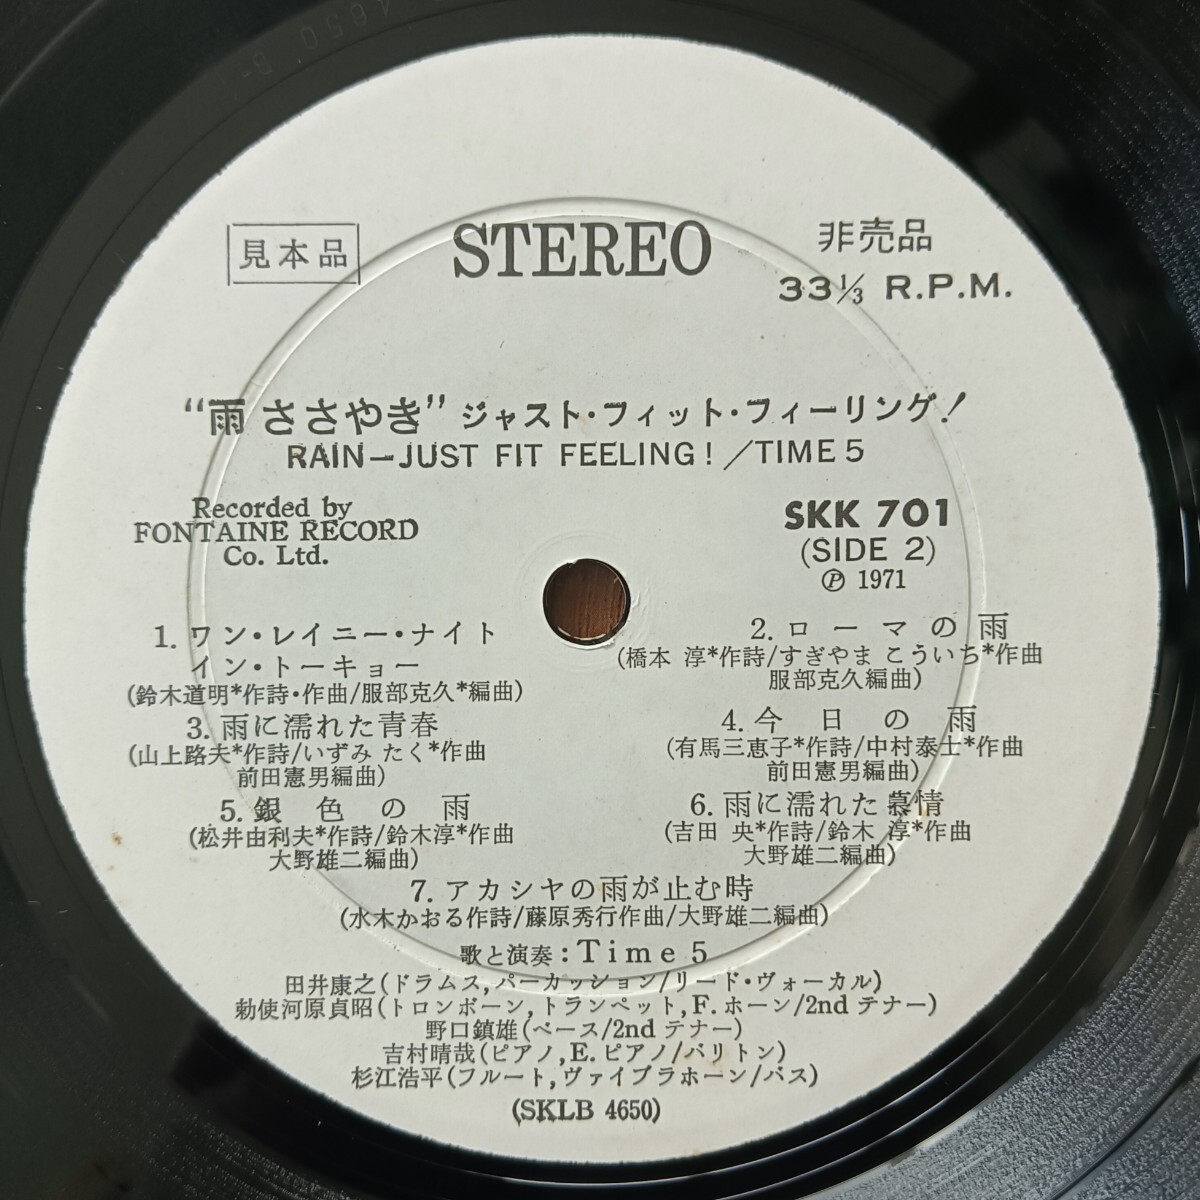 見本品
STEREO
非売品
33⅓ R.P.M.
“雨 ささやき” ジャスト・フィット・フィーリング!
RAIN—JUST FIT FEELING!/TIME 5
Recorded by
FONTAINE RECORD
Co. Ltd.
SKK 701
(SIDE 2)
Ⓟ 1971
1. ワン・レイニー・ナイト
イン・トーキョー
(鈴木道明*作詩・作曲/服部克久*編曲)
2. ローマの雨
(橋本 淳*作詩/すぎやま こういち*作曲
服部克久編曲)
3. 雨に濡れた青春
(山上路夫*作詩/いずみ たく*作曲
前田憲男編曲)
4. 今日の雨
(有馬三恵子*作詩/中村泰士*作曲
前田憲男編曲)
5. 銀色の雨
(松井由利夫*作詩/鈴木淳*作曲
大野雄二編曲)
6. 雨に濡れた慕情
(吉田 央*作詩/鈴木 淳*作曲
大野雄二編曲)
7. アカシヤの雨が止む時
(水木かおる作詩/藤原秀行作曲/大野雄二編曲)
歌と演奏:Time 5
田井康之(ドラムス,パーカッション/リード・ヴォーカル)
勅使河原貞昭(トロンボーン,トランペット,F.ホーン/2nd テナー)
野口鎮雄(ベース/2nd テナー)
吉村晴哉(ピアノ,E.ピアノ/バリトン)
杉江浩平(フルート,ヴァイブラホーン/バス)
(SKLB 4650)